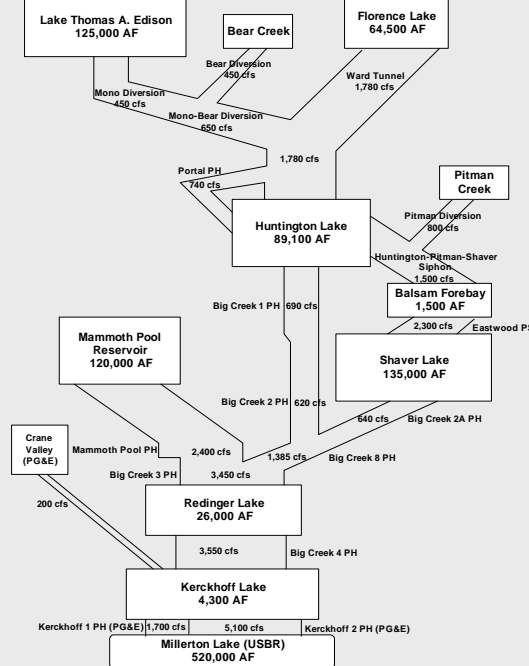 Lake Thomas A. Edison
125,000 AF
Bear Creek
Florence Lake
64,500 AF
Bear Diversion
450 cfs
Ward Tunnel
1,780 cfs
Mono Diversion
450 cfs
Mono-Bear Diversion
650 cfs
1,780 cfs
Portal PH
740 cfs
Pitman
Creek
Huntington Lake
89,100 AF
Pitman Diversion
800 cfs
Huntington-Pitman-Shaver
Siphon
1,500 cfs
Balsam Forebay
1,500 AF
Big Creek 1 PH
690 cfs
2,300 cfs
Eastwood PS
Mammoth Pool
Reservoir
120,000 AF
Shaver Lake
135,000 AF
Big Creek 2 PH
620 cfs
640 cfs
Big Creek 2A PH
Crane
Valley
(PG&E)
Mammoth Pool PH
2,400 cfs
1,385 cfs
Big Creek 8 PH
Big Creek 3 PH
3,450 cfs
200 cfs
Redinger Lake
26,000 AF
3,550 cfs
Big Creek 4 PH
Kerckhoff Lake
4,300 AF
Kerckhoff 1 PH (PG&E)
1,700 cfs
5,100 cfs
Kerckhoff 2 PH (PG&E)
Millerton Lake (USBR)
520,000 AF